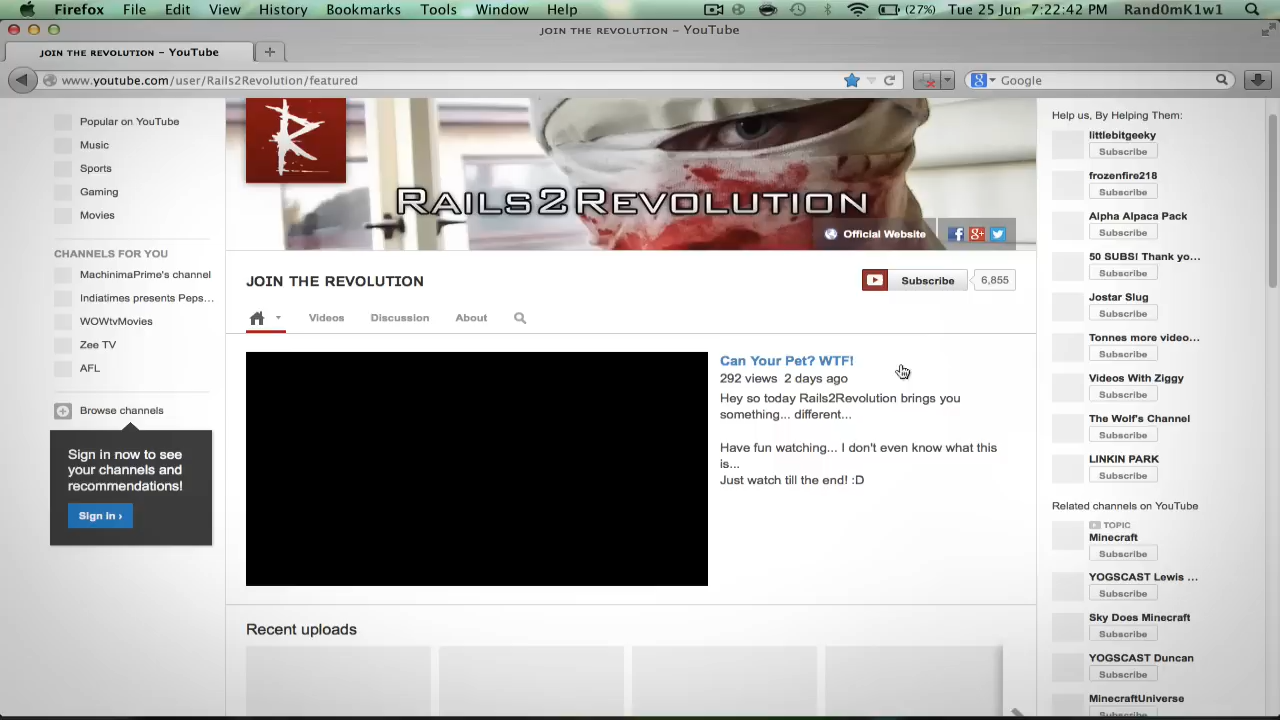 Firefox File Edit View History Bookmarks Tools Window Help (27%) Tue 25 Jun 7:22:42 PM Rand0mK1w1
JOIN THE REVOLUTION – YouTube
JOIN THE REVOLUTION – YouTube
www.youtube.com/user/Rails2Revolution/featured
Google
Popular on YouTube
Music
Sports
Gaming
Movies
CHANNELS FOR YOU
MachinimaPrime's channel
Indiatimes presents Peps...
WOWtvMovies
Zee TV
AFL
Browse channels
Sign in now to see
your channels and
recommendations!
Sign in ›
R
RAILS2REVOLUTION
Official Website
JOIN THE REVOLUTION
Subscribe 6,855
Videos Discussion About
Can Your Pet? WTF!
292 views 2 days ago
Hey so today Rails2Revolution brings you
something... different...
Have fun watching... I don't even know what this
is...
Just watch till the end! :D
Recent uploads
Help us, By Helping Them:
littlebitgeeky
Subscribe
frozenfire218
Subscribe
Alpha Alpaca Pack
Subscribe
50 SUBS! Thank yo...
Subscribe
Jostar Slug
Subscribe
Tonnes more video...
Subscribe
Videos With Ziggy
Subscribe
The Wolf's Channel
Subscribe
LINKIN PARK
Subscribe
Related channels on YouTube
TOPIC
Minecraft
Subscribe
YOGSCAST Lewis ...
Subscribe
Sky Does Minecraft
Subscribe
YOGSCAST Duncan
Subscribe
MinecraftUniverse
Subscribe